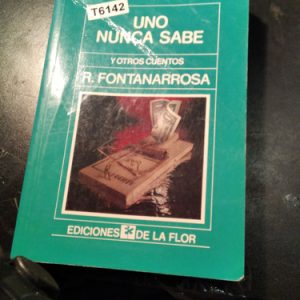 T6142
UNO
NUNCA SABE
Y OTROS CUENTOS
R. FONTANARROSA
EDICIONES DE LA FLOR